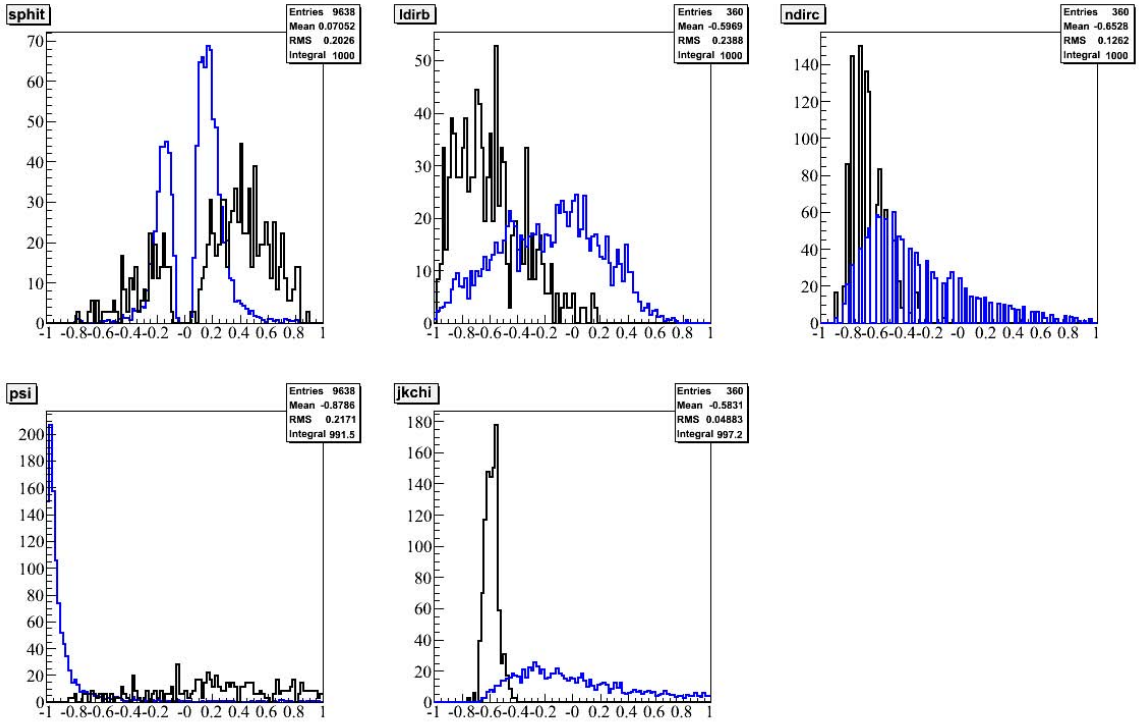 sphit
Entries 9638
Mean 0.07052
RMS 0.2026
Integral 1000
70
60
50
40
30
20
10
0
-1 -0.8 -0.6 -0.4 -0.2 -0 0.2 0.4 0.6 0.8 1
ldirb
Entries 360
Mean -0.5969
RMS 0.2388
Integral 1000
50
40
30
20
10
0
-1 -0.8 -0.6 -0.4 -0.2 -0 0.2 0.4 0.6 0.8 1
ndirc
Entries 360
Mean -0.6528
RMS 0.1262
Integral 1000
140
120
100
80
60
40
20
0
-1 -0.8 -0.6 -0.4 -0.2 -0 0.2 0.4 0.6 0.8 1
psi
Entries 9638
Mean -0.8786
RMS 0.2171
Integral 991.5
200
180
160
140
120
100
80
60
40
20
0
-1 -0.8 -0.6 -0.4 -0.2 -0 0.2 0.4 0.6 0.8 1
jkchi
Entries 360
Mean -0.5831
RMS 0.04883
Integral 997.2
180
160
140
120
100
80
60
40
20
0
-1 -0.8 -0.6 -0.4 -0.2 -0 0.2 0.4 0.6 0.8 1